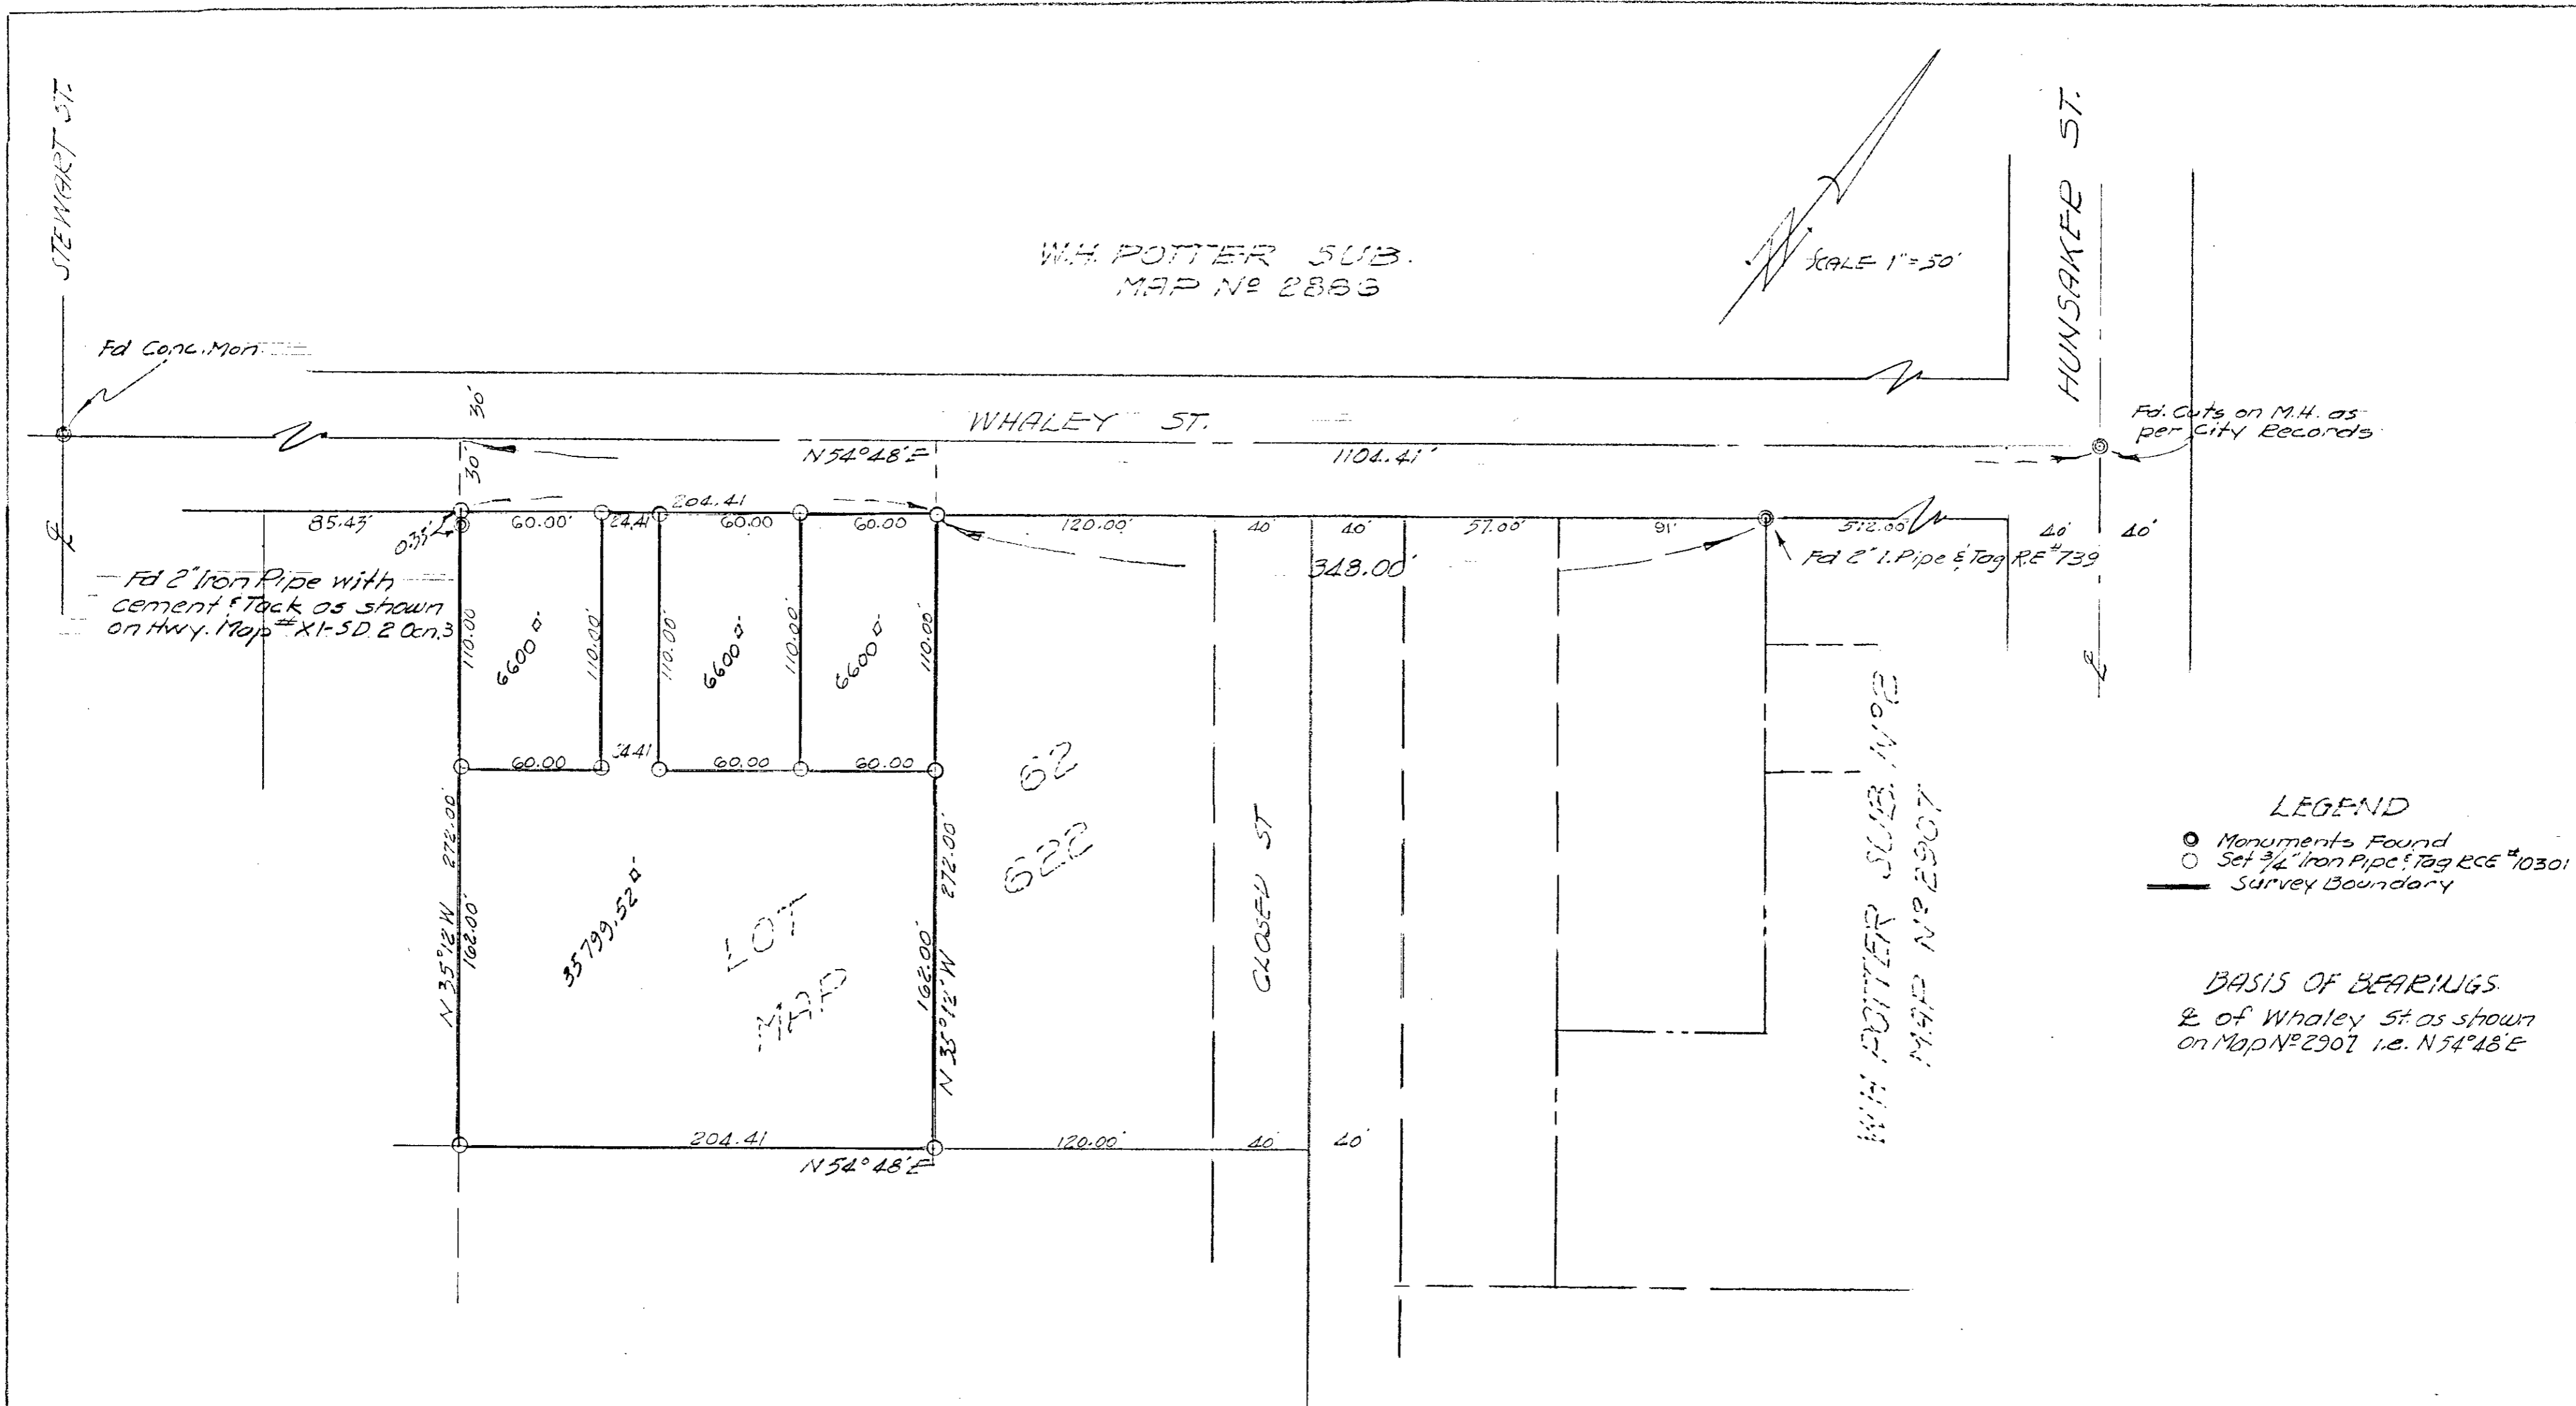 STEWART ST.
W.H. POTTER SUB.
MAP Nº 2883
SCALE 1"=50'
HUNSAKER ST.
Fd Conc. Mon.
30'
30'
WHALEY ST.
N54°48'E
1104.41'
Fd. Cuts on M.H. as
per City Records
85.43'
0.35'
60.00'
24.41
204.41
60.00
60.00
120.00'
40'
40'
57.00'
91'
512.00'
40'
40'
348.00'
Fd 2" I. Pipe & Tag R.E #739
Fd 2" Iron Pipe with
cement & Tack as shown
on Hwy. Map #XI-SD. 2 Ocn.3
110.00
6600
110.00'
110.00'
6600
110.00'
6600
110.00'
60.00
24.41
60.00
60.00
62
622
CLOSED ST
N35°12'W 272.00'
162.00'
35799.52
LOT
MAP
162.00'
N35°12'W 272.00'
204.41
N54°48'E
120.00'
40'
40'
W.H. POTTER SUB. Nº2
MAP Nº 2907
LEGEND
Monuments Found
Set 3/4" Iron Pipe & Tag RCE #10301
Survey Boundary
BASIS OF BEARINGS.
℄ of Whaley St. as shown
on Map Nº2907 i.e. N54°48'E